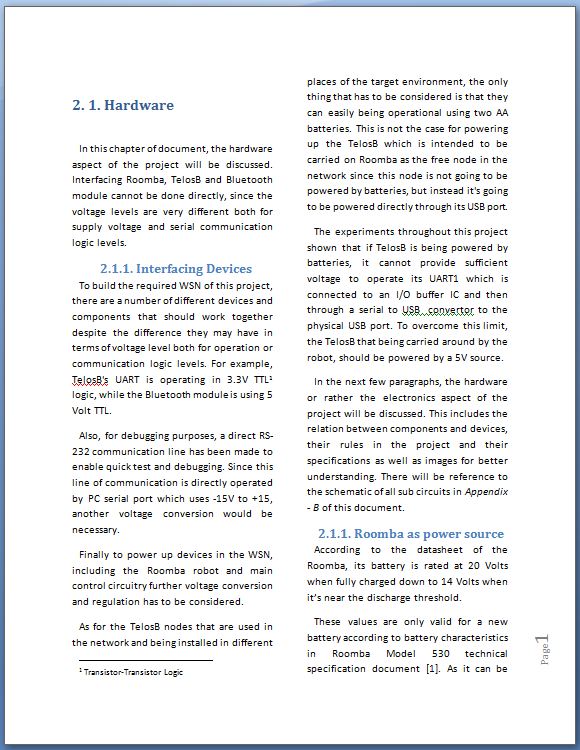 2. 1. Hardware
In this chapter of document, the hardware
aspect of the project will be discussed.
Interfacing Roomba, TelosB and Bluetooth
module cannot be done directly, since the
voltage levels are very different both for
supply voltage and serial communication
logic levels.
2.1.1. Interfacing Devices
To build the required WSN of this project,
there are a number of different devices and
components that should work together
despite the difference they may have in
terms of voltage level both for operation or
communication logic levels. For example,
TelosB's UART is operating in 3.3V TTL¹
logic, while the Bluetooth module is using 5
Volt TTL.
Also, for debugging purposes, a direct RS-
232 communication line has been made to
enable quick test and debugging. Since this
line of communication is directly operated
by PC serial port which uses -15V to +15,
another voltage conversion would be
necessary.
Finally to power up devices in the WSN,
including the Roomba robot and main
control circuitry further voltage conversion
and regulation has to be considered.
As for the TelosB nodes that are used in
the network and being installed in different
¹ Transistor-Transistor Logic
places of the target environment, the only
thing that has to be considered is that they
can easily being operational using two AA
batteries. This is not the case for powering
up the TelosB which is intended to be
carried on Roomba as the free node in the
network since this node is not going to be
powered by batteries, but instead it's going
to be powered directly through its USB port.
The experiments throughout this project
shown that if TelosB is being powered by
batteries, it cannot provide sufficient
voltage to operate its UART1 which is
connected to an I/O buffer IC and then
through a serial to USB convertor to the
physical USB port. To overcome this limit,
the TelosB that being carried around by the
robot, should be powered by a 5V source.
In the next few paragraphs, the hardware
or rather the electronics aspect of the
project will be discussed. This includes the
relation between components and devices,
their rules in the project and their
specifications as well as images for better
understanding. There will be reference to
the schematic of all sub circuits in Appendix
- B of this document.
2.1.1. Roomba as power source
According to the datasheet of the
Roomba, its battery is rated at 20 Volts
when fully charged down to 14 Volts when
it's near the discharge threshold.
These values are only valid for a new
battery according to battery characteristics
in Roomba Model 530 technical
specification document [1]. As it can be
Page 1